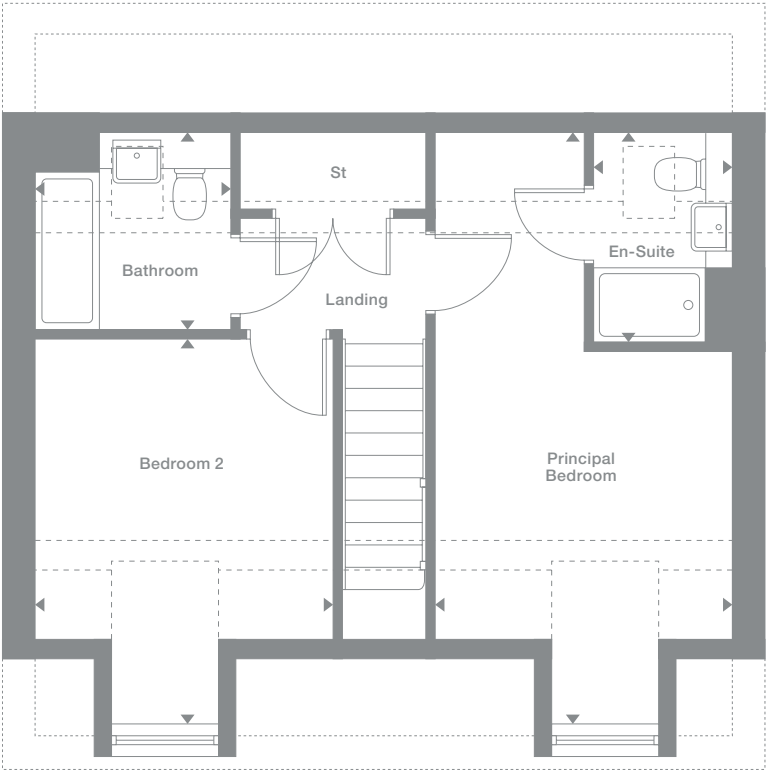 St
Bathroom
En-Suite
Landing
Bedroom 2
Principal
Bedroom